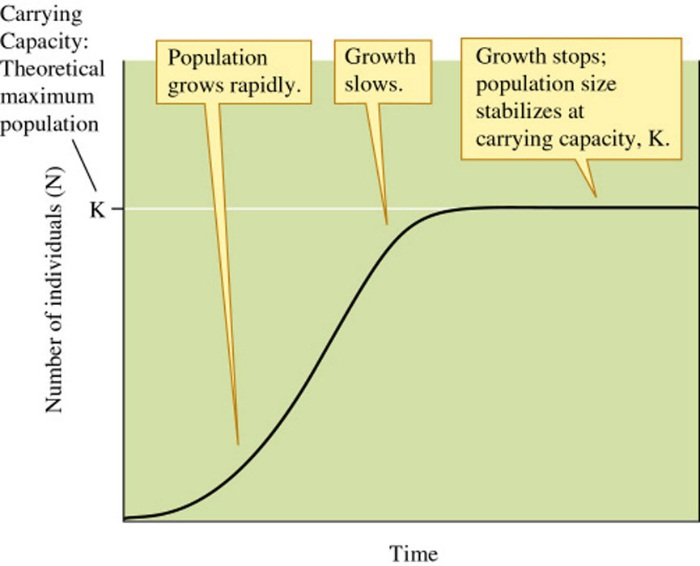 Carrying
Capacity:
Theoretical
maximum
population
Population
grows rapidly.
Growth
slows.
Growth stops;
population size
stabilizes at
carrying capacity, K.
K
Number of individuals (N)
Time